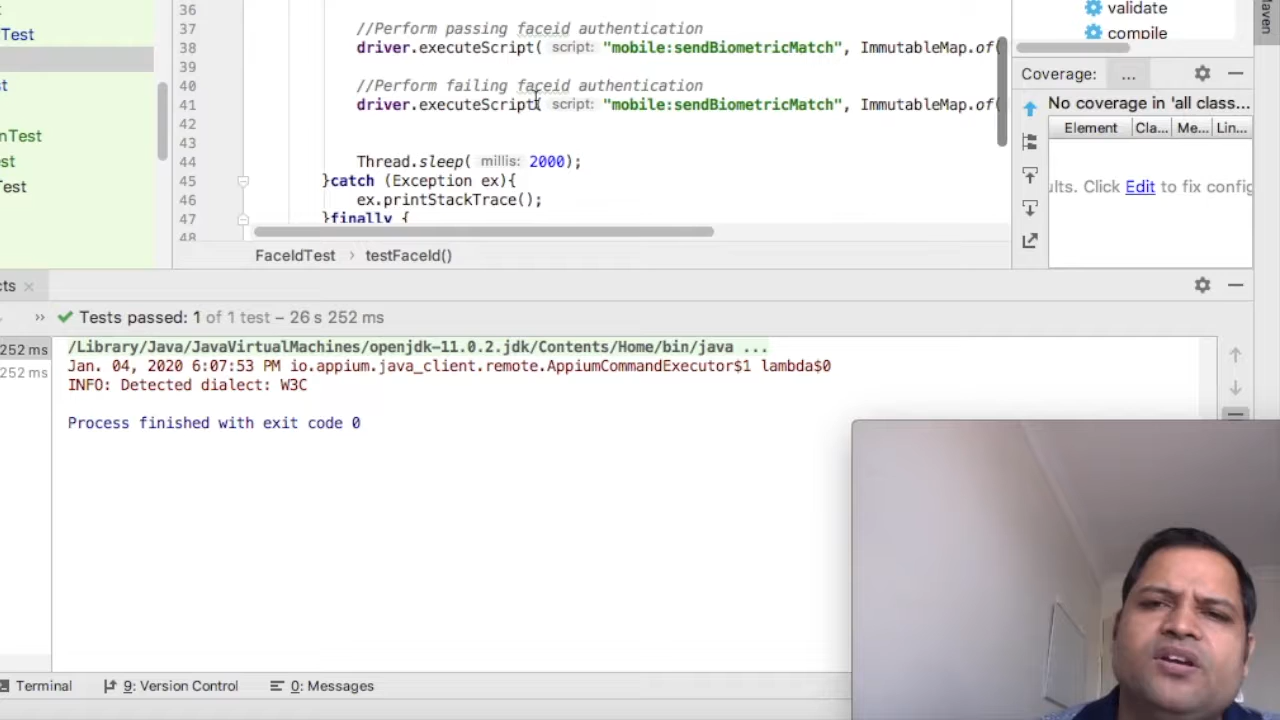 Test
t
nTest
st
Test
36
37 //Perform passing faceid authentication
38 driver.executeScript( script: "mobile:sendBiometricMatch", ImmutableMap.of(
39
40 //Perform failing faceid authentication
41 driver.executeScript( script: "mobile:sendBiometricMatch", ImmutableMap.of(
42
43
44 Thread.sleep( millis: 2000);
45 }catch (Exception ex){
46 ex.printStackTrace();
47 }finally {
48
FaceIdTest › testFaceId()
validate
compile
Maven
Coverage: ...
No coverage in 'all class...
Element Cla... Me... Lin...
ults. Click Edit to fix config
cts ×
» Tests passed: 1 of 1 test – 26 s 252 ms
252 ms
252 ms
/Library/Java/JavaVirtualMachines/openjdk-11.0.2.jdk/Contents/Home/bin/java ...
Jan. 04, 2020 6:07:53 PM io.appium.java_client.remote.AppiumCommandExecutor$1 lambda$0
INFO: Detected dialect: W3C
Process finished with exit code 0
Terminal 9: Version Control 0: Messages